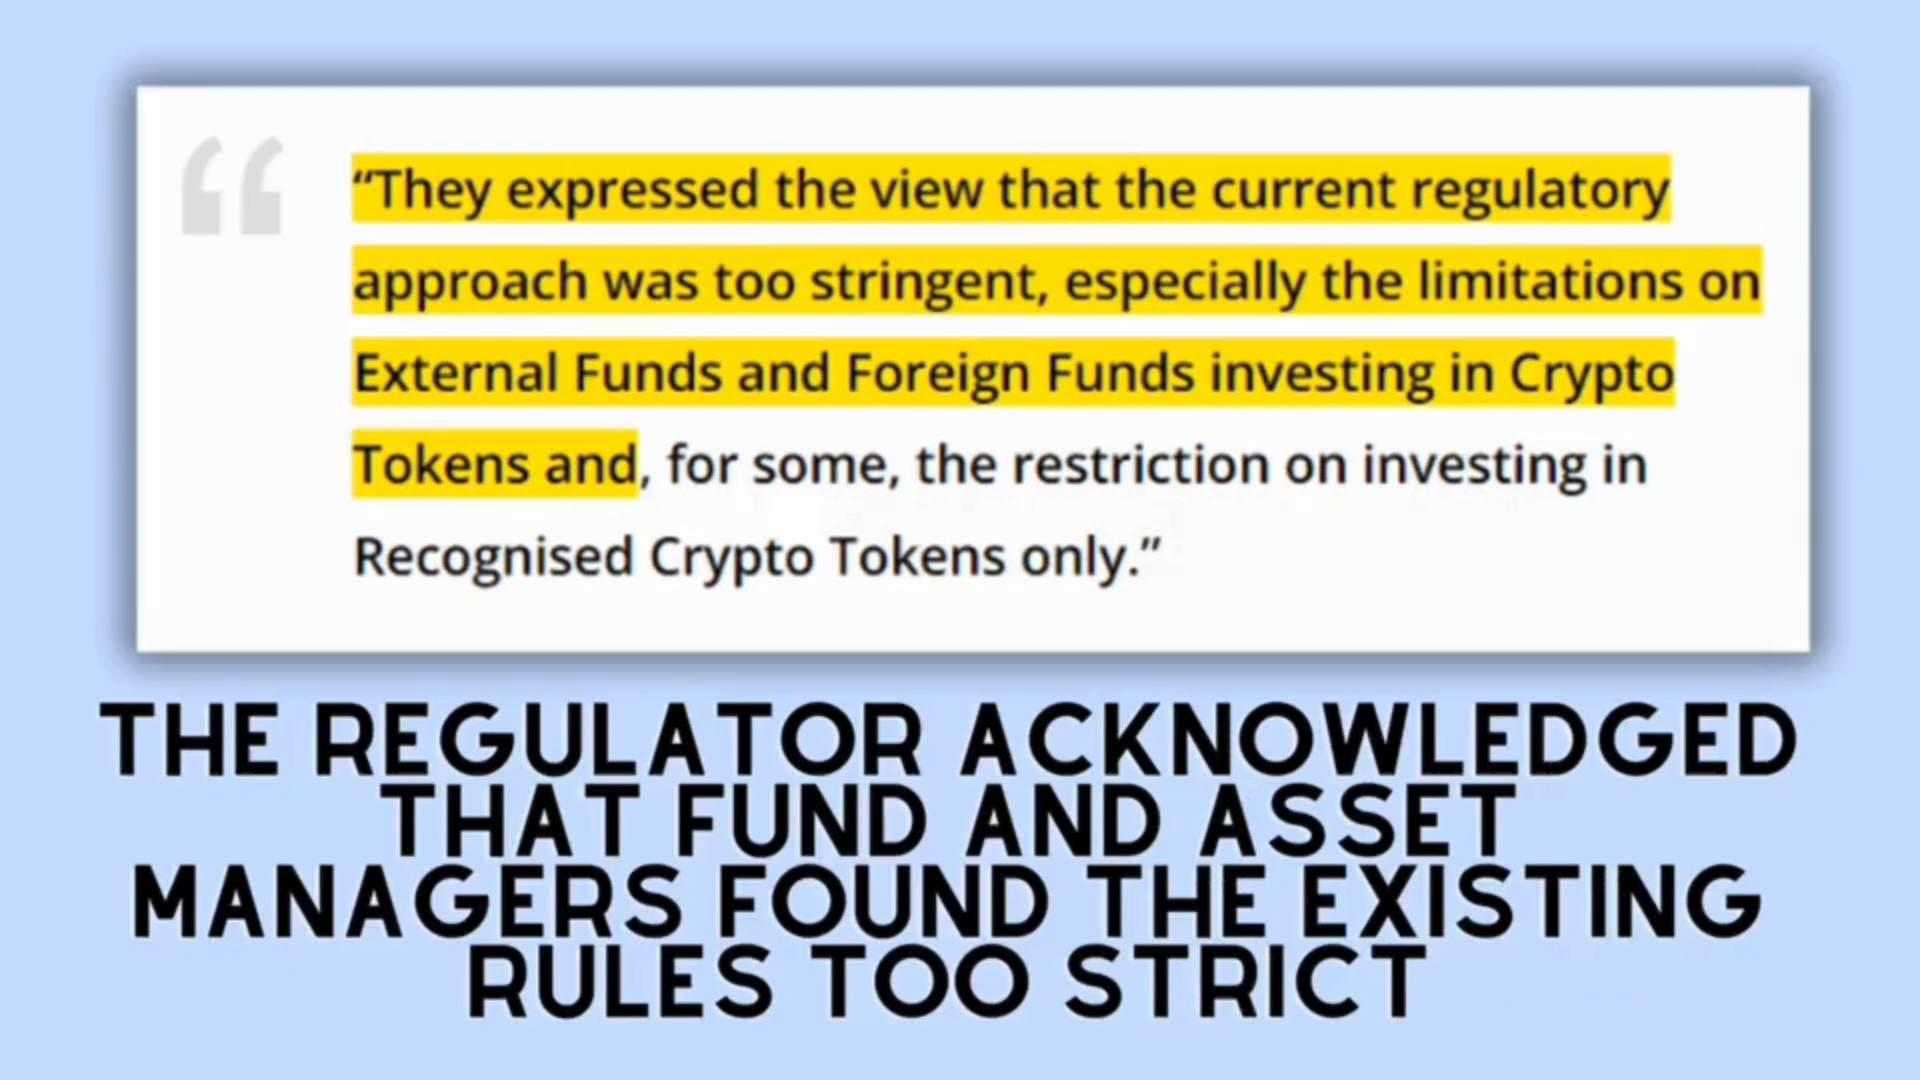 “They expressed the view that the current regulatory
approach was too stringent, especially the limitations on
External Funds and Foreign Funds investing in Crypto
Tokens and, for some, the restriction on investing in
Recognised Crypto Tokens only.”
THE REGULATOR ACKNOWLEDGED
THAT FUND AND ASSET
MANAGERS FOUND THE EXISTING
RULES TOO STRICT